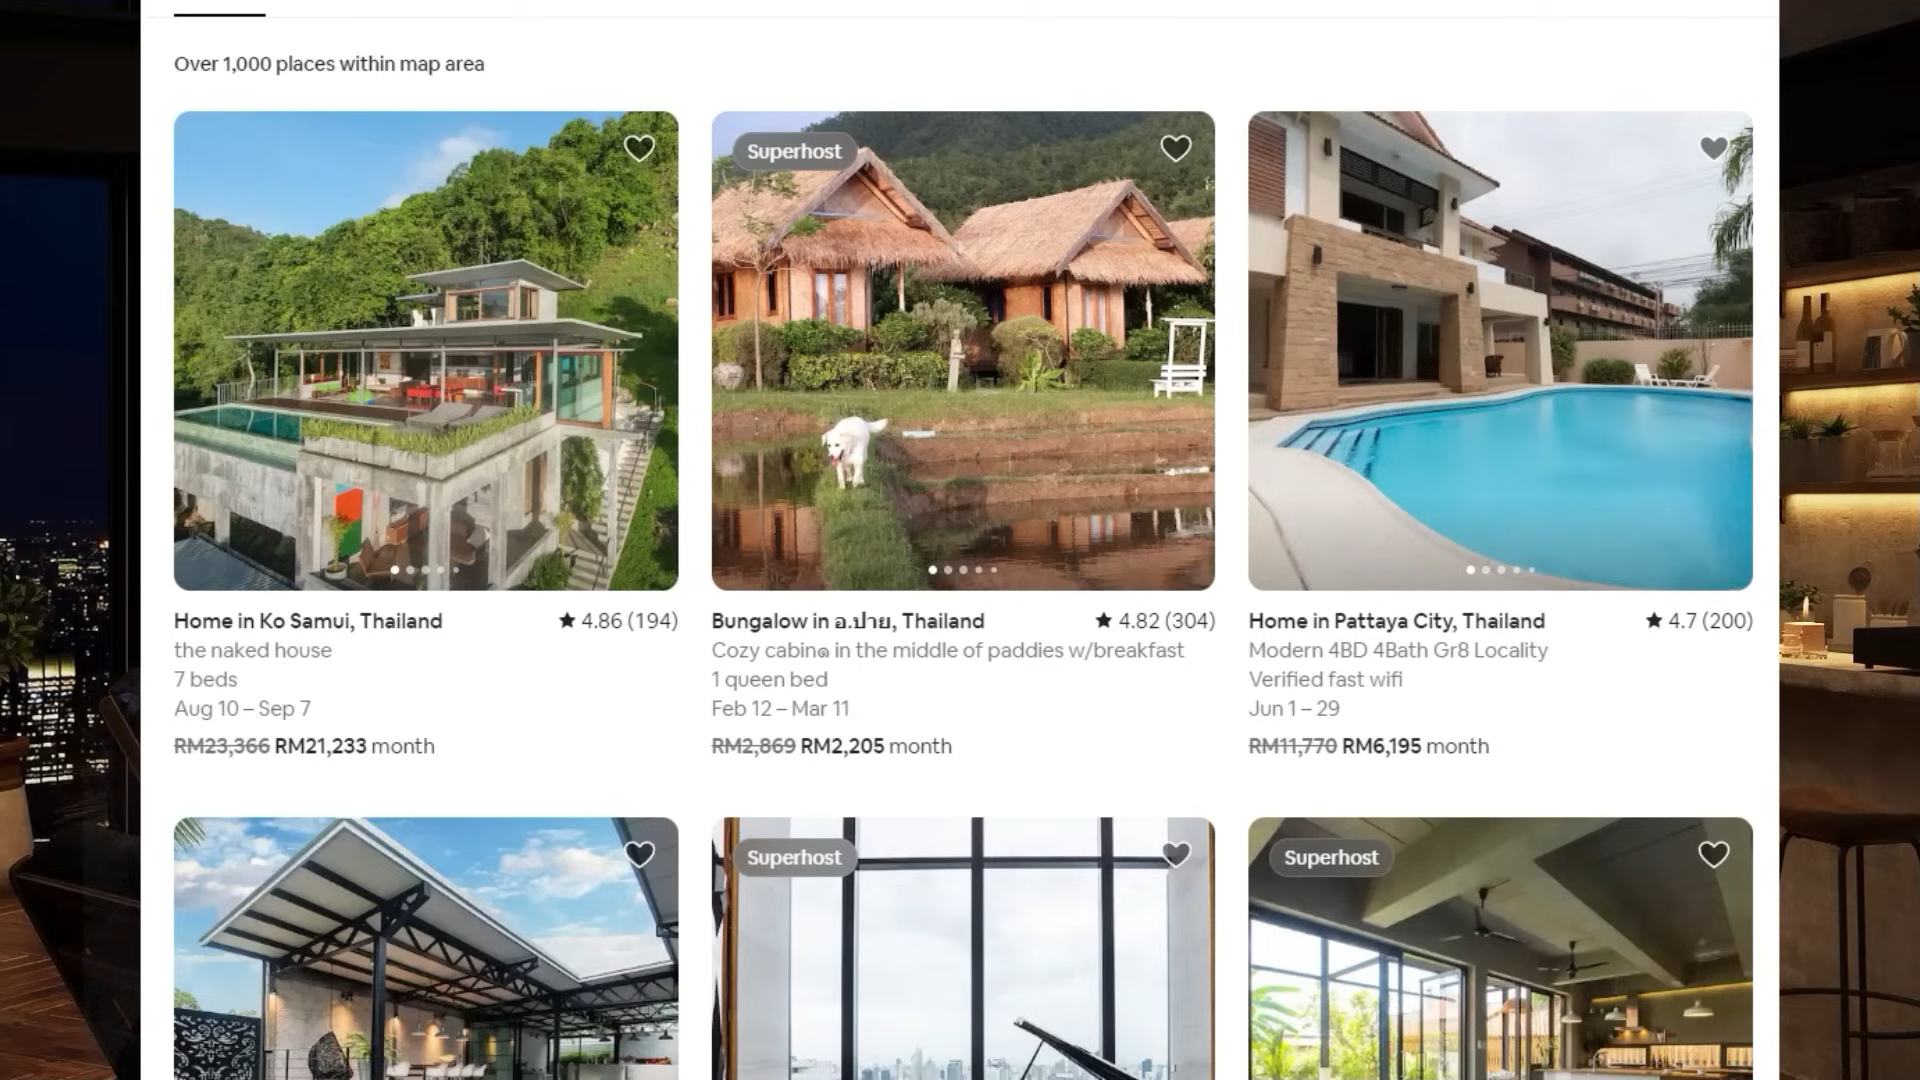 Over 1,000 places within map area
Superhost
Home in Ko Samui, Thailand
4.86 (194)
the naked house
7 beds
Aug 10 – Sep 7
RM23,366 RM21,233 month
Bungalow in อ.ปาย, Thailand
4.82 (304)
Cozy cabin๑ in the middle of paddies w/breakfast
1 queen bed
Feb 12 – Mar 11
RM2,869 RM2,205 month
Home in Pattaya City, Thailand
4.7 (200)
Modern 4BD 4Bath Gr8 Locality
Verified fast wifi
Jun 1 – 29
RM11,770 RM6,195 month
Superhost
Superhost